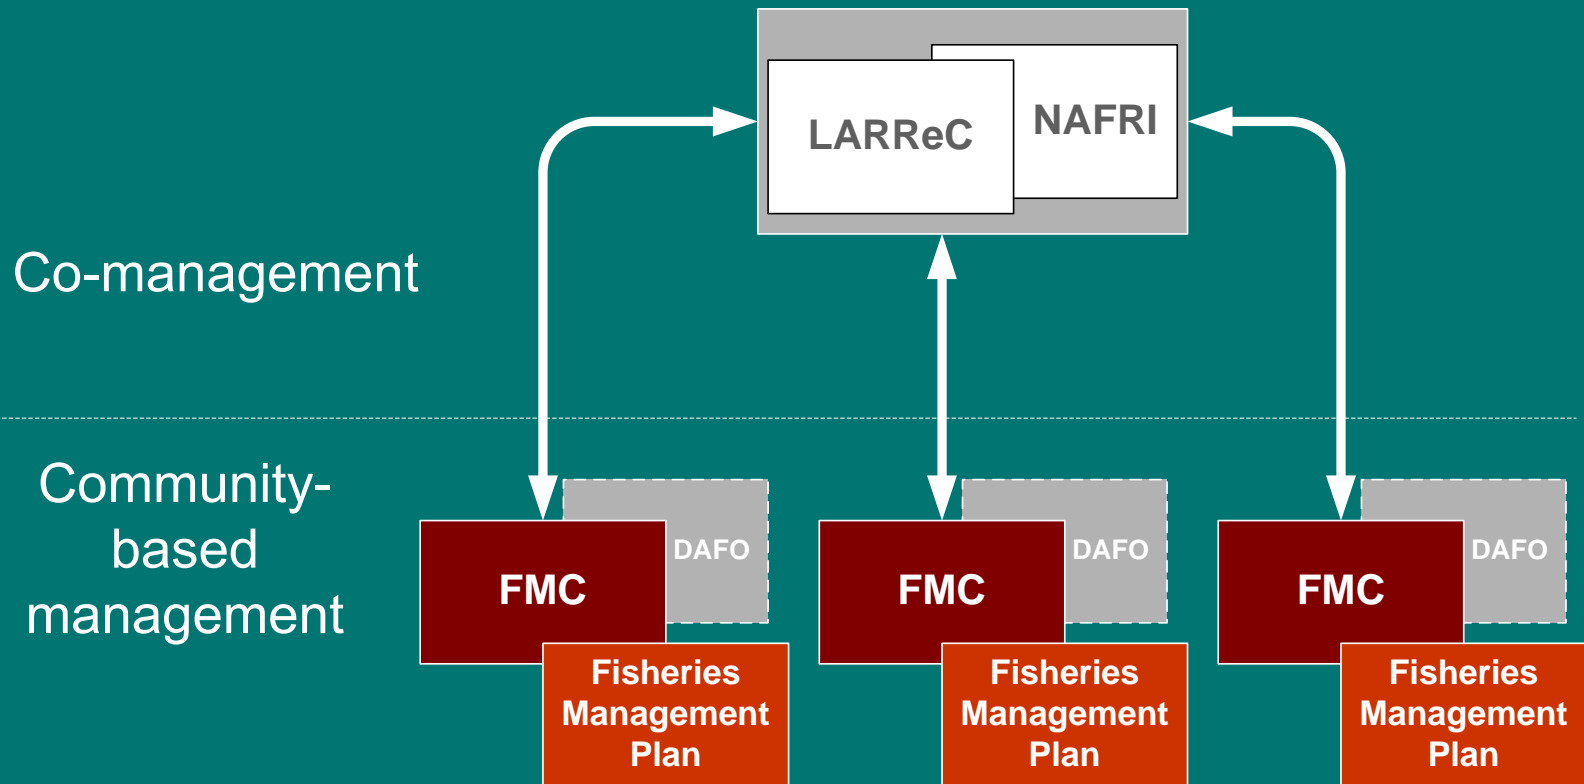 LARReC
NAFRI
Co-management
Community-
based
management
FMC
DAFO
Fisheries
Management
Plan
FMC
DAFO
Fisheries
Management
Plan
FMC
DAFO
Fisheries
Management
Plan